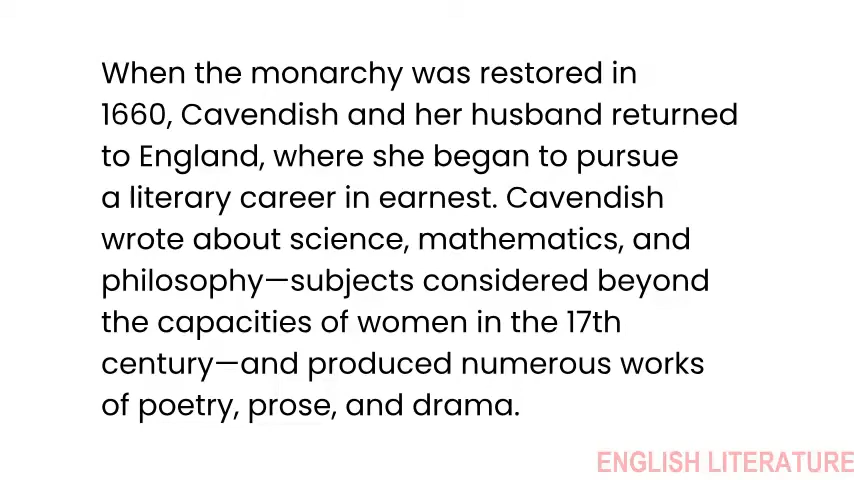 When the monarchy was restored in
1660, Cavendish and her husband returned
to England, where she began to pursue
a literary career in earnest. Cavendish
wrote about science, mathematics, and
philosophy—subjects considered beyond
the capacities of women in the 17th
century—and produced numerous works
of poetry, prose, and drama.
ENGLISH LITERATURE